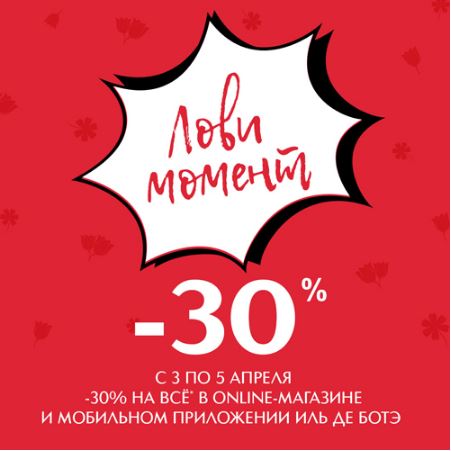 Лови
момент
-30%
С 3 ПО 5 АПРЕЛЯ
-30% НА ВСЁ* В ONLINE-МАГАЗИНЕ
И МОБИЛЬНОМ ПРИЛОЖЕНИИ ИЛЬ ДЕ БОТЭ